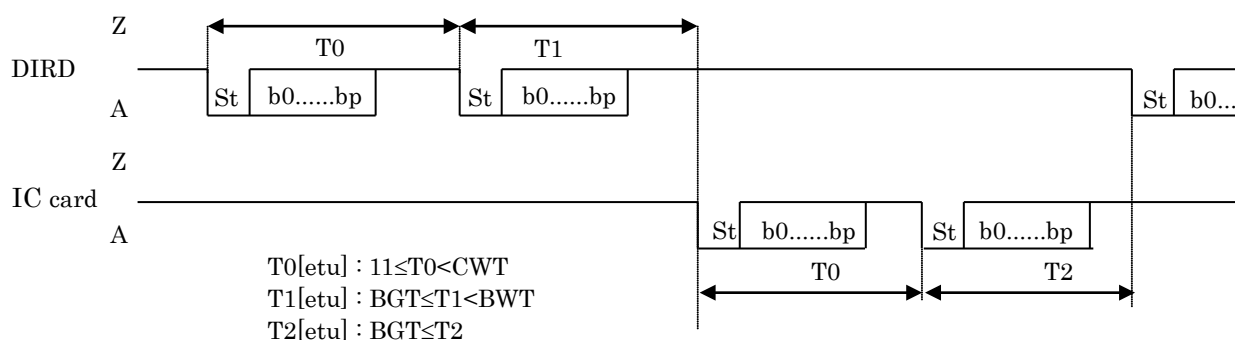 Z
T0 T1
DIRD
St b0......bp St b0......bp St b0...
A
Z
IC card
A
St b0......bp St b0......bp
T0[etu] : 11≤T0<CWT
T0 T2
T1[etu] : BGT≤T1<BWT
T2[etu] : BGT≤T2